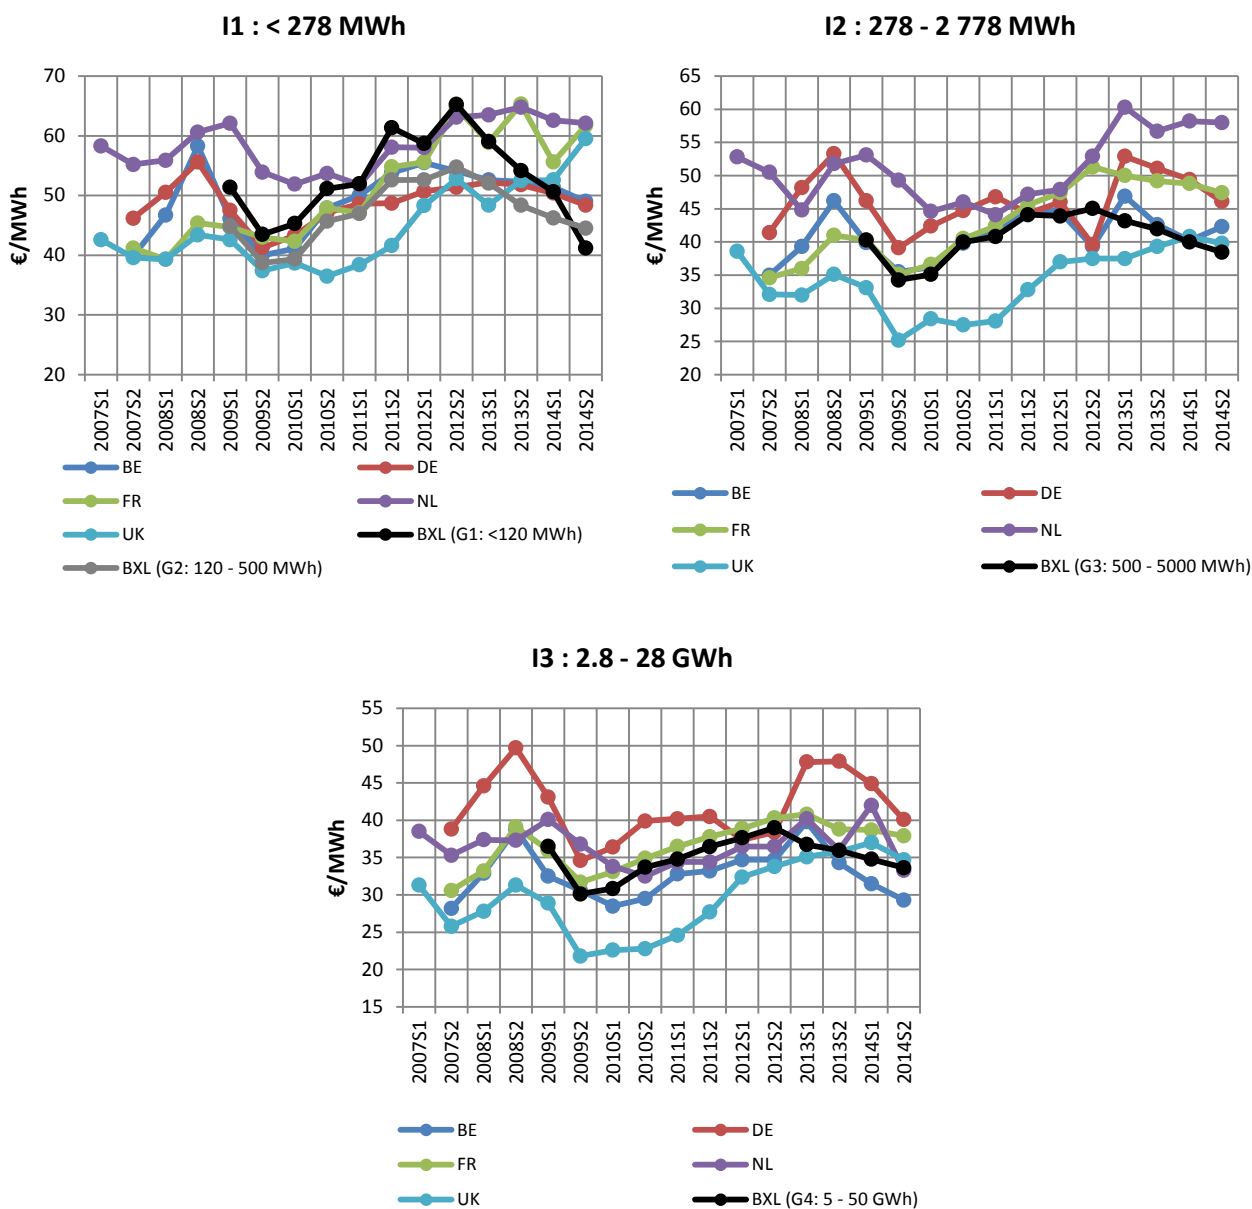 I1 : < 278 MWh
70
60
50
40
30
20
€/MWh
2007S1
2007S2
2008S1
2008S2
2009S1
2009S2
2010S1
2010S2
2011S1
2011S2
2012S1
2012S2
2013S1
2013S2
2014S1
2014S2
BE
DE
FR
NL
UK
BXL (G1: <120 MWh)
BXL (G2: 120 - 500 MWh)
I2 : 278 - 2 778 MWh
65
60
55
50
45
40
35
30
25
20
€/MWh
2007S1
2007S2
2008S1
2008S2
2009S1
2009S2
2010S1
2010S2
2011S1
2011S2
2012S1
2012S2
2013S1
2013S2
2014S1
2014S2
BE
DE
FR
NL
UK
BXL (G3: 500 - 5000 MWh)
I3 : 2.8 - 28 GWh
55
50
45
40
35
30
25
20
15
€/MWh
2007S1
2007S2
2008S1
2008S2
2009S1
2009S2
2010S1
2010S2
2011S1
2011S2
2012S1
2012S2
2013S1
2013S2
2014S1
2014S2
BE
DE
FR
NL
UK
BXL (G4: 5 - 50 GWh)